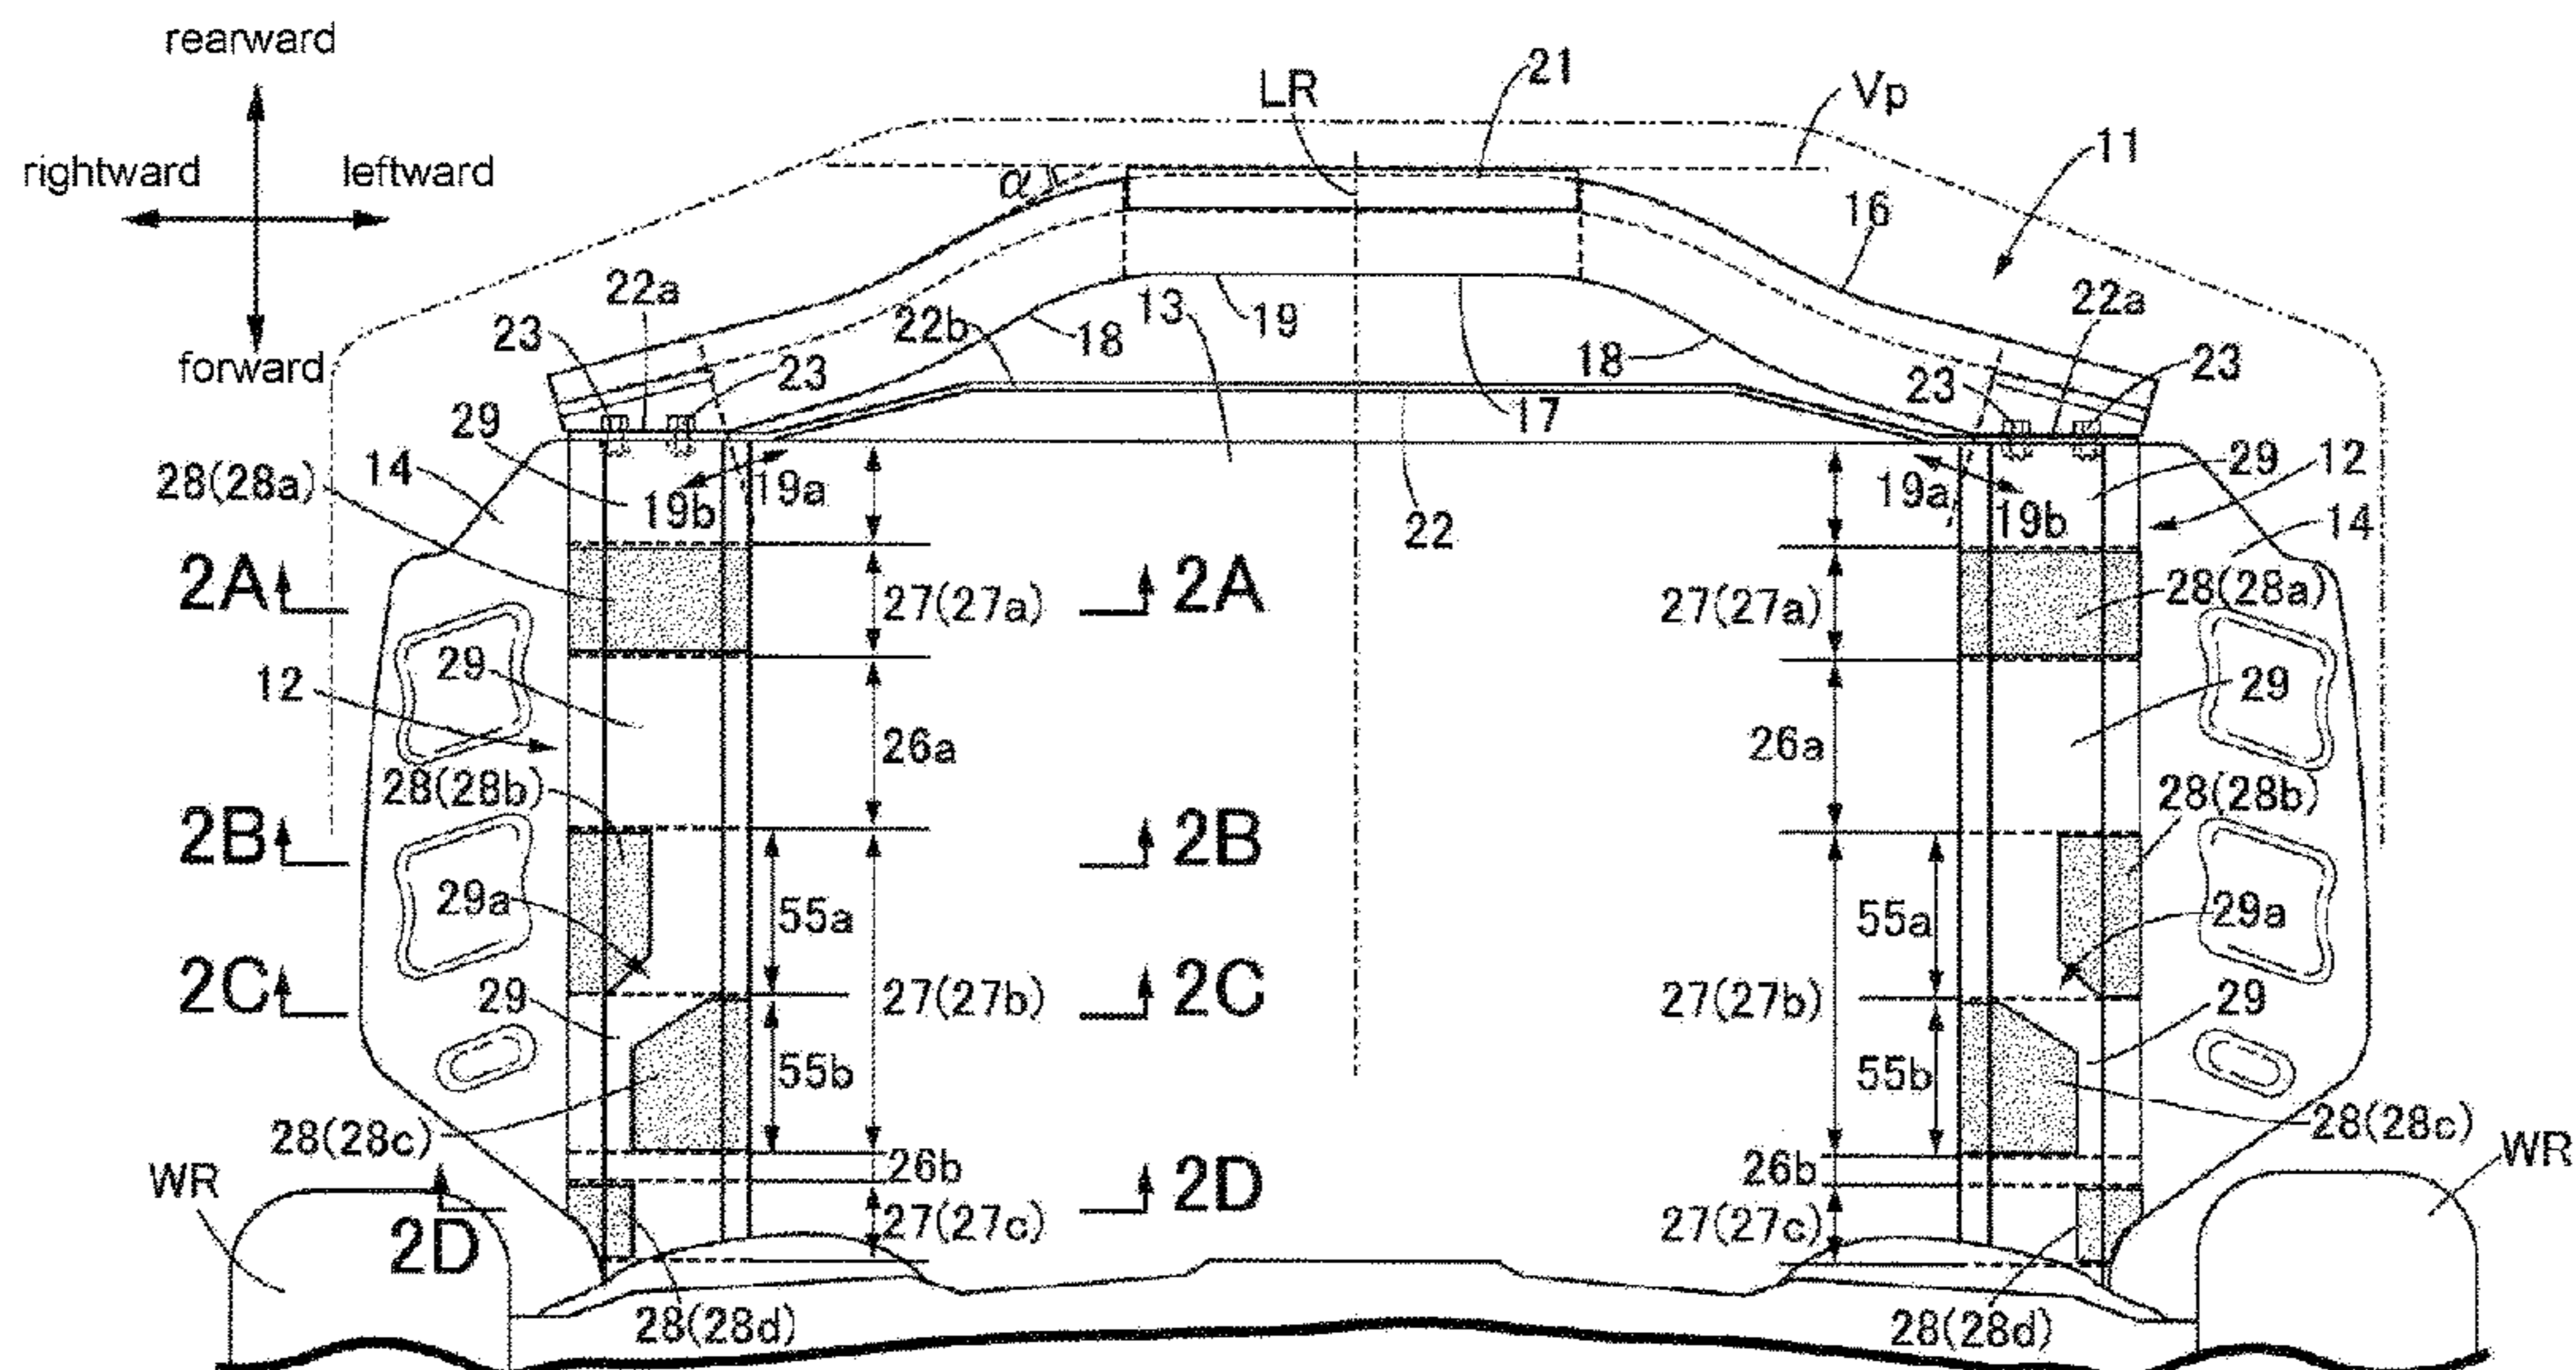 rearward
21
LR
Vp
11
rightward
leftward
α
16
22a
13
22a
19
22b
18
23
forward
18
23
23
23
17
29
14
28(28a)
19a
19b
22
19a
19b
29
12
14
2A
2A
27(27a)
27(27a)
28(28a)
12
29
29
26a
26a
28(28b)
28(28b)
2B
2B
29a
55a
55a
29a
2C
2C
29
27(27b)
27(27b)
29
55b
55b
28(28c)
28(28c)
WR
26b
26b
WR
2D
27(27c)
27(27c)
2D
28(28d)
28(28d)